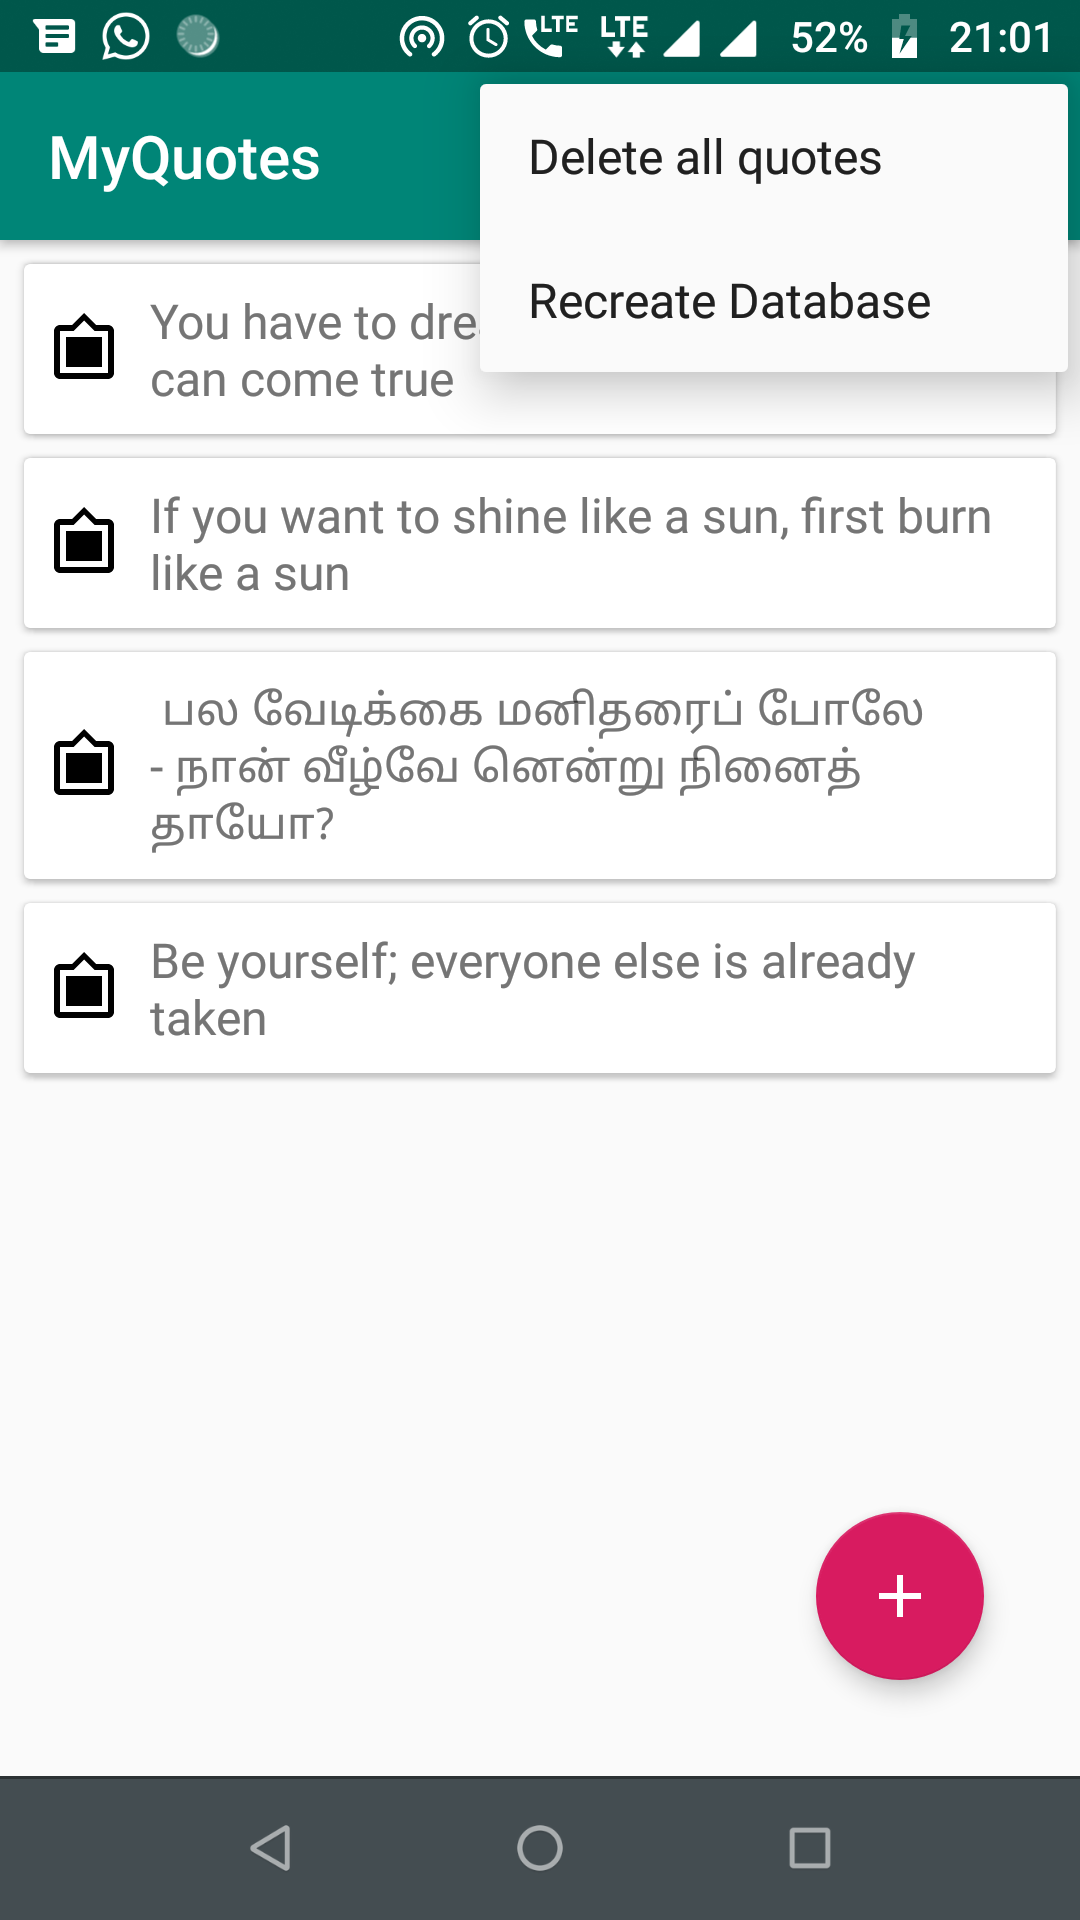 LTE LTE 52% 21:01
MyQuotes
Delete all quotes
Recreate Database
You have to
can come true
If you want to shine like a sun, first burn
like a sun
பல வேடிக்கை மனிதரைப் போலே
- நான் வீழ்வே னென்று நினைத்
தாயோ?
Be yourself; everyone else is already
taken